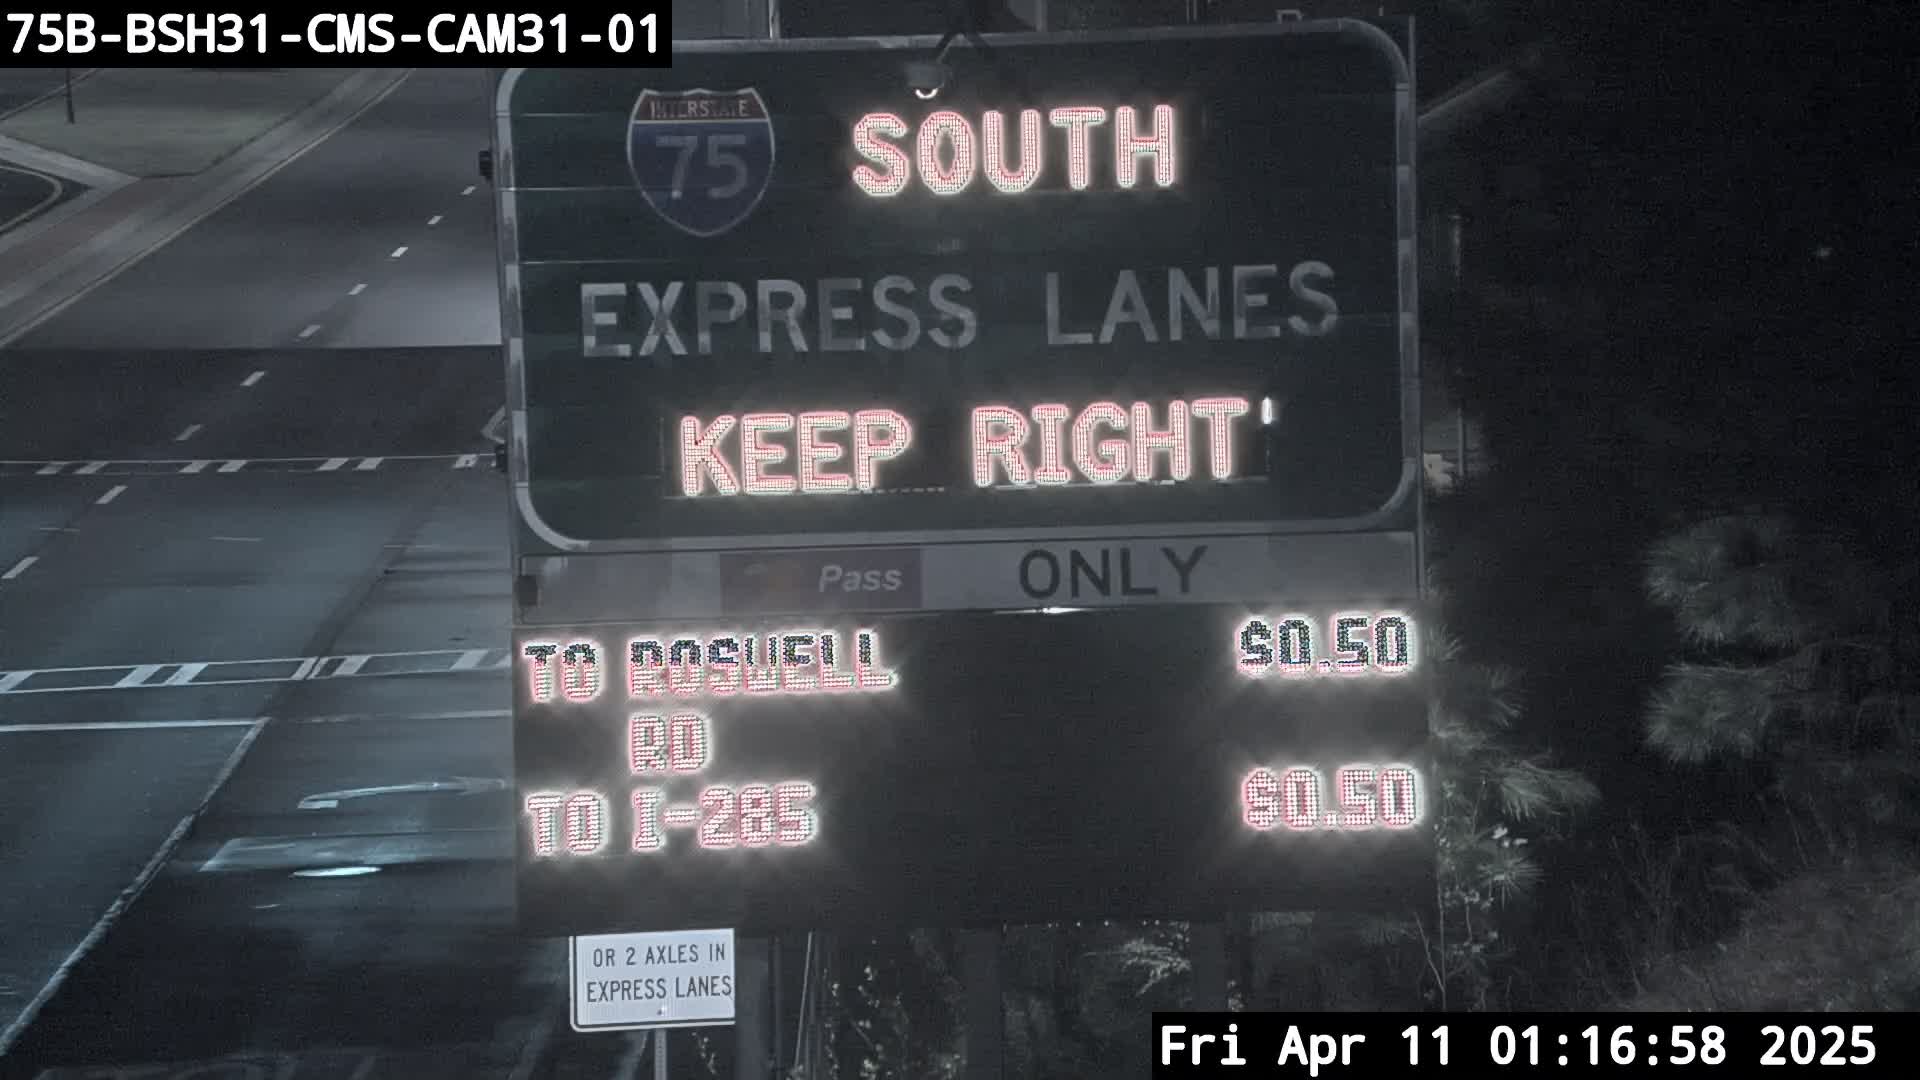 75B-BSH31-CMS-CAM31-01
INTERSTATE
75
SOUTH
EXPRESS LANES
KEEP RIGHT
Pass ONLY
TO ROSWELL $0.50
RD
TO I-285 $0.50
OR 2 AXLES IN
EXPRESS LANES
Fri Apr 11 01:16:58 2025